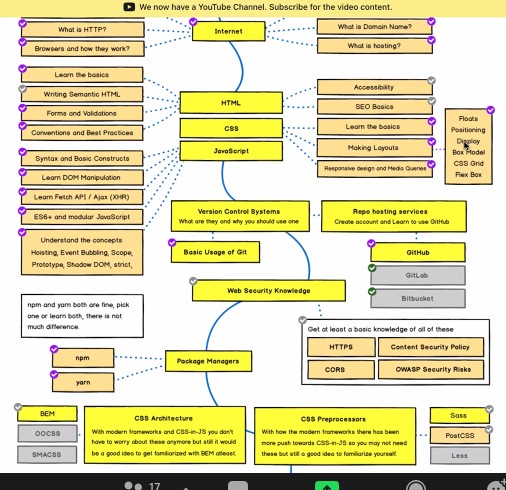 We now have a YouTube Channel. Subscribe for the video content.
What is HTTP?
Browsers and how they work?
Internet
What is Domain Name?
What is hosting?
Learn the basics
Writing Semantic HTML
Forms and Validations
Conventions and Best Practices
HTML
CSS
JavaScript
Accessibility
SEO Basics
Learn the basics
Making Layouts
Responsive design and Media Queries
Floats
Positioning
Display
Box Model
CSS Grid
Flex Box
Syntax and Basic Constructs
Learn DOM Manipulation
Learn Fetch API / Ajax (XHR)
ES6+ and modular JavaScript
Understand the concepts
Hoisting, Event Bubbling, Scope,
Prototype, Shadow DOM, strict,
Version Control Systems
What are they and why you should use one
Repo hosting services
Create account and Learn to use GitHub
Basic Usage of Git
GitHub
GitLab
Bitbucket
Web Security Knowledge
npm and yarn both are fine, pick
one or learn both, there is not
much difference.
Get at least a basic knowledge of all of these
HTTPS
Content Security Policy
CORS
OWASP Security Risks
npm
yarn
Package Managers
BEM
OOCSS
SMACSS
CSS Architecture
With modern frameworks and CSS-in-JS you don't
have to worry about these anymore but still it would
be a good idea to get familiarized with BEM atleast.
CSS Preprocessors
With how the modern frameworks there has been
more push towards CSS-in-JS so you may not need
these but still a good idea to familiarize yourself.
Sass
PostCSS
Less
17